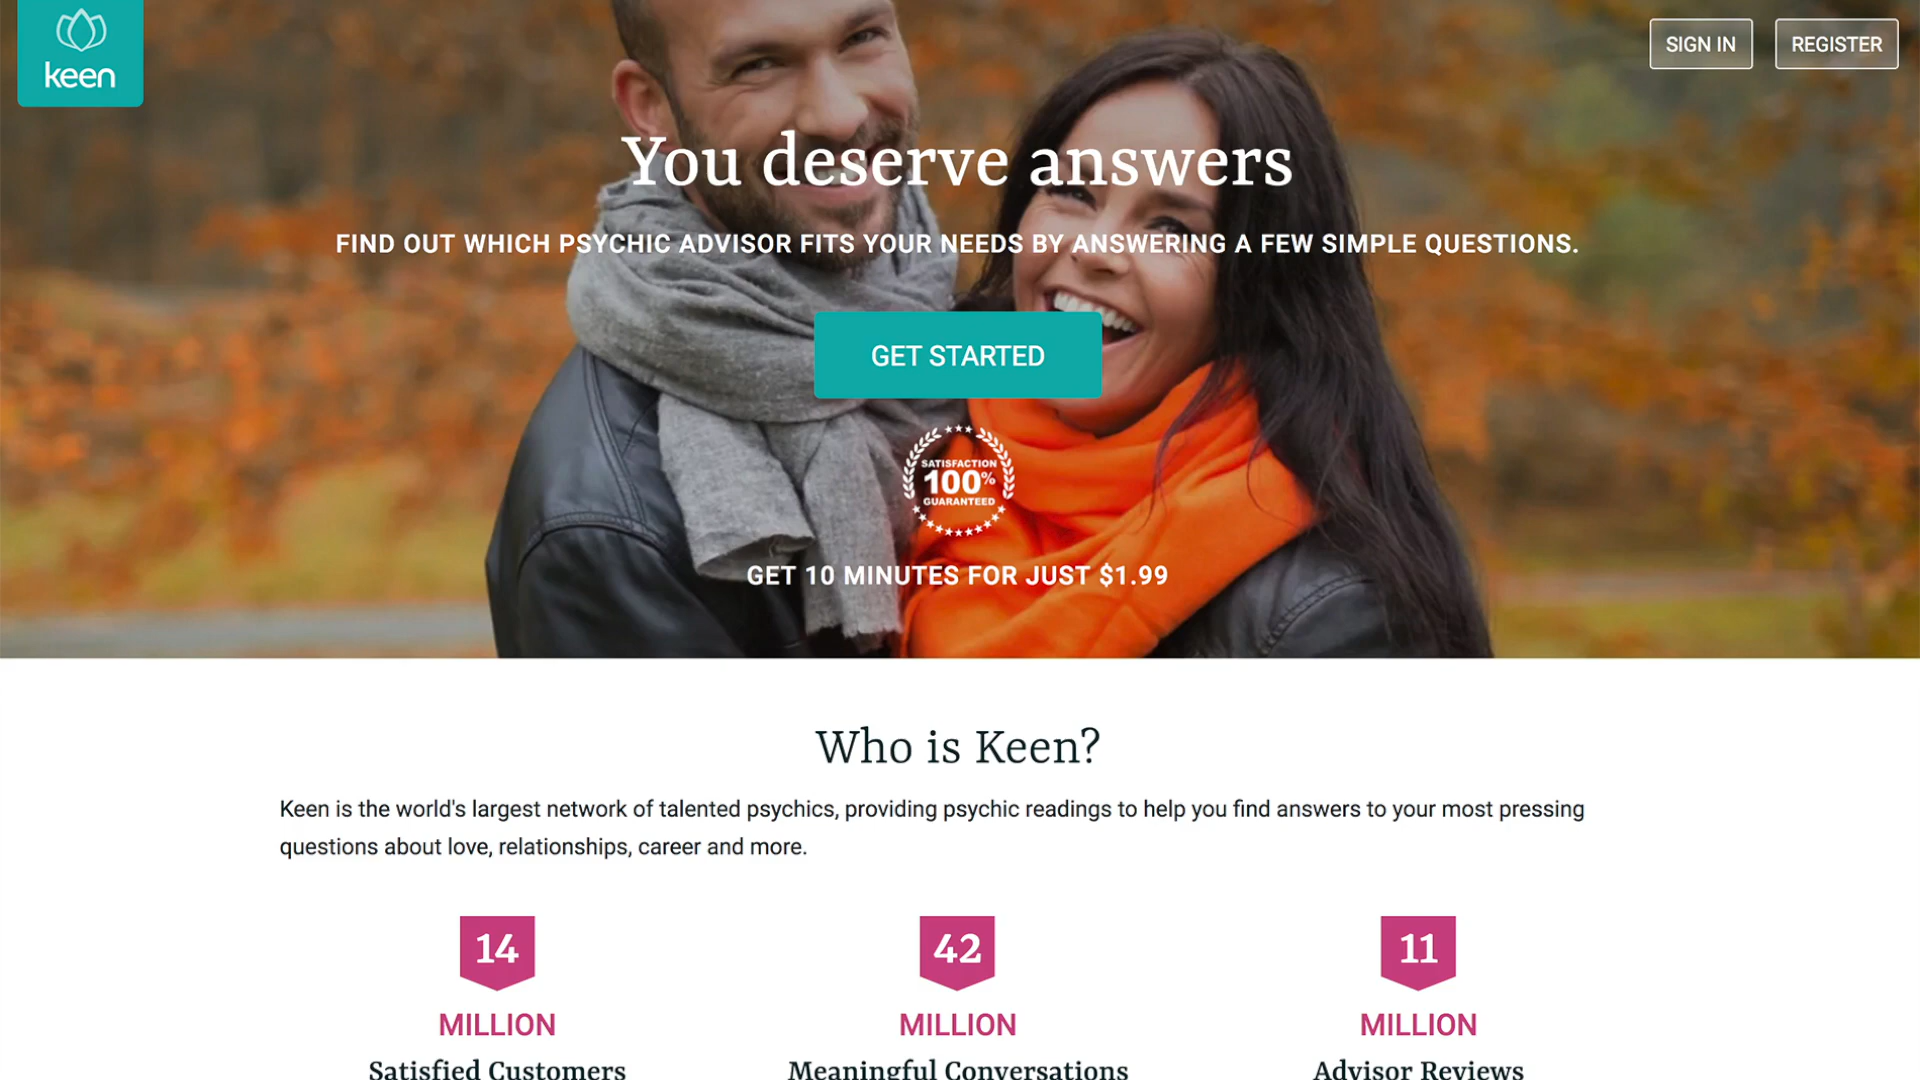 keen
SIGN IN
REGISTER
You deserve answers
FIND OUT WHICH PSYCHIC ADVISOR FITS YOUR NEEDS BY ANSWERING A FEW SIMPLE QUESTIONS.
GET STARTED
SATISFACTION
100%
GUARANTEED
GET 10 MINUTES FOR JUST $1.99
Who is Keen?
Keen is the world's largest network of talented psychics, providing psychic readings to help you find answers to your most pressing
questions about love, relationships, career and more.
14
MILLION
Satisfied Customers
42
MILLION
Meaningful Conversations
11
MILLION
Advisor Reviews